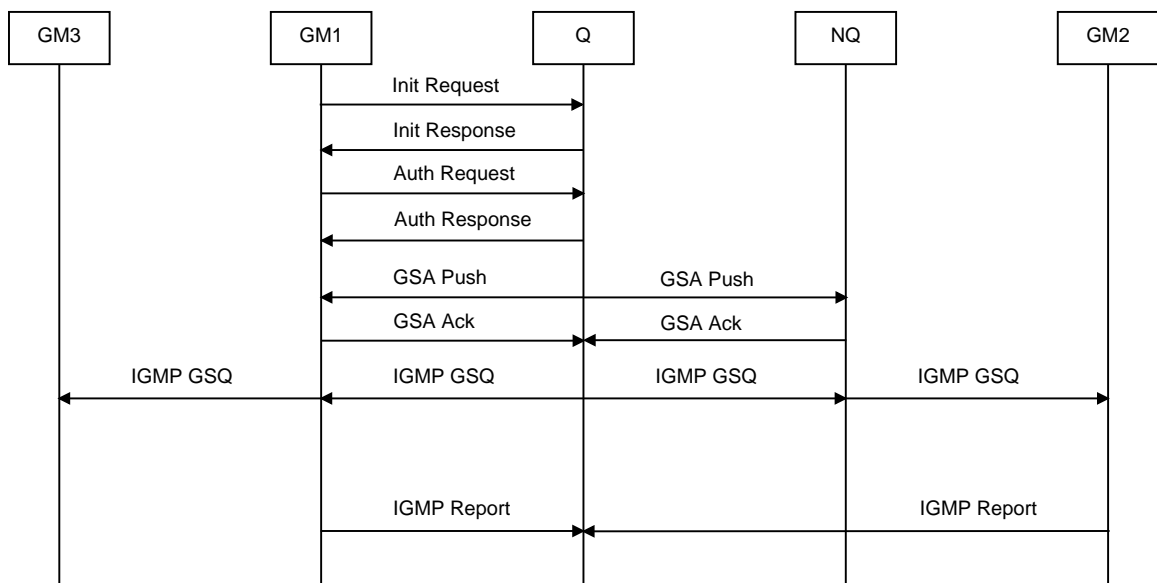 GM3
GM1
Q
NQ
GM2
Init Request
Init Response
Auth Request
Auth Response
GSA Push
GSA Push
GSA Ack
GSA Ack
IGMP GSQ
IGMP GSQ
IGMP GSQ
IGMP GSQ
IGMP Report
IGMP Report